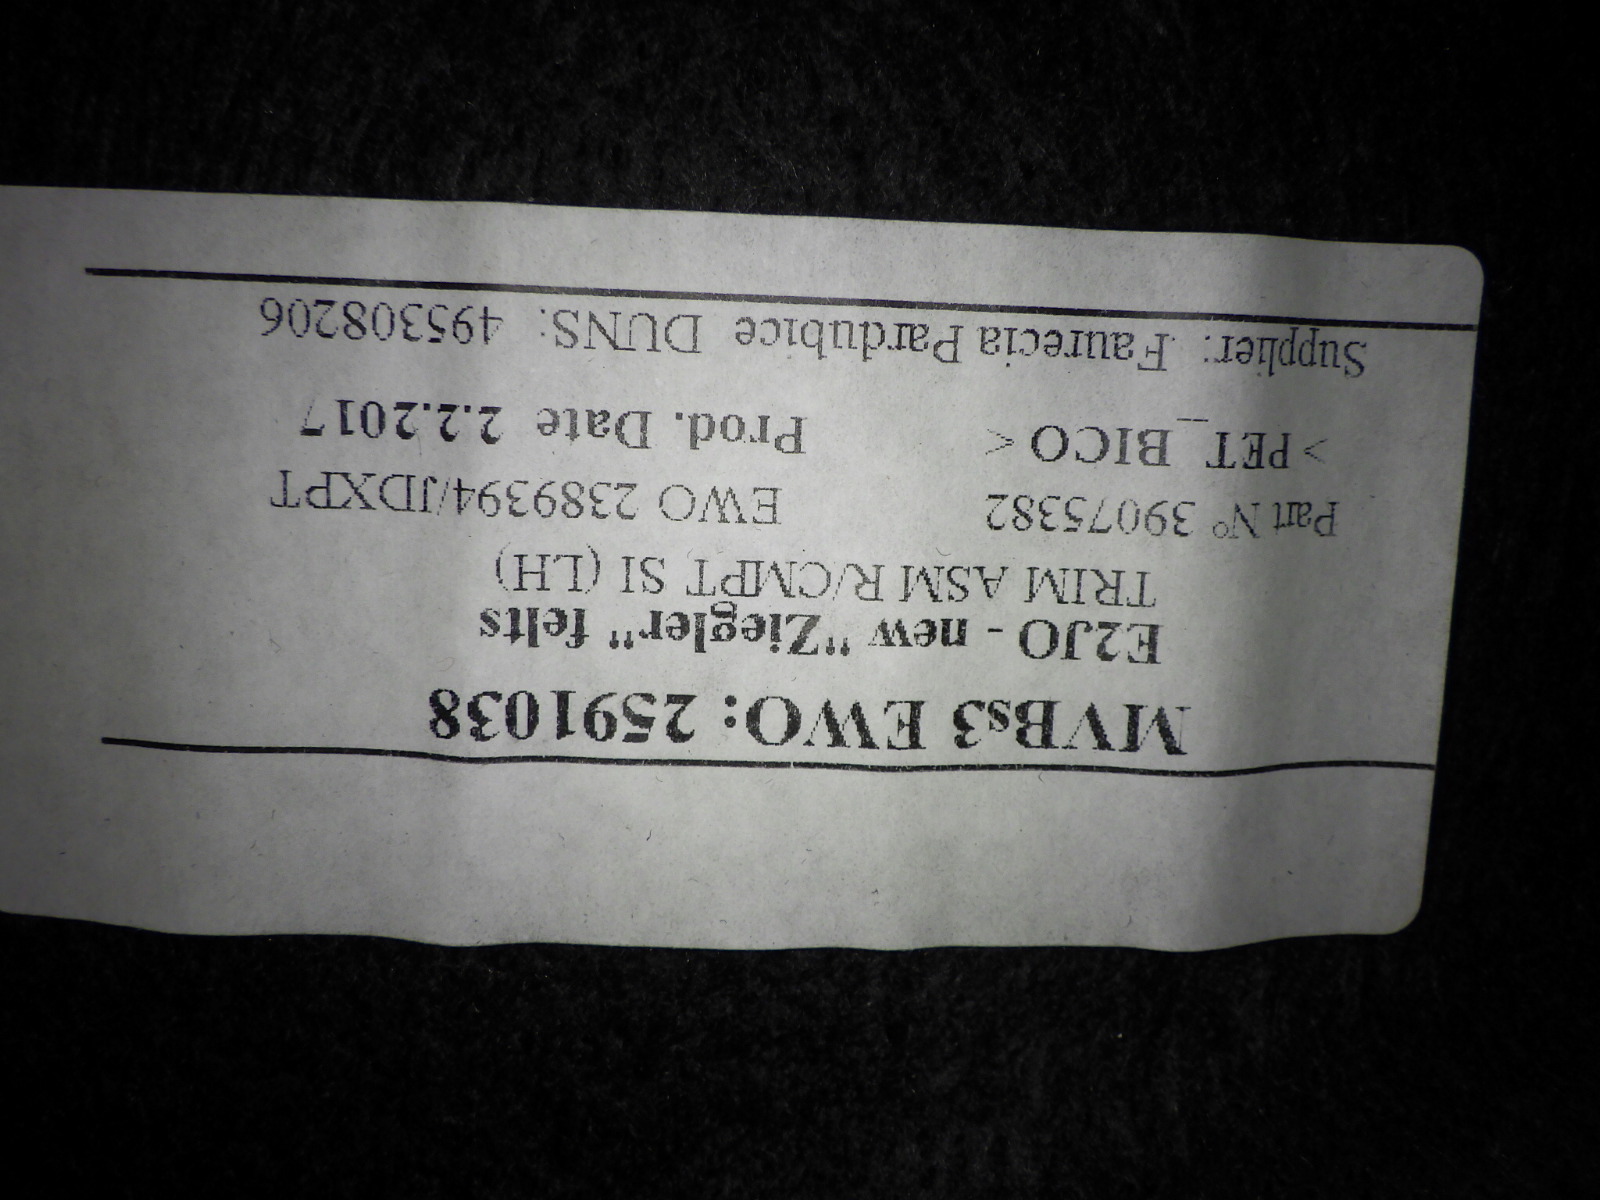 MVBs3 EWO: 2591038
E2JO - new "Ziegler" felts
TRIM ASM R/CMPT SI (LH)
Part N° 39075382 EWO 2389394/JDXPT
>PET_BICO< Prod. Date 2.2.2017
Supplier: Faurecia Pardubice DUNS: 495308206